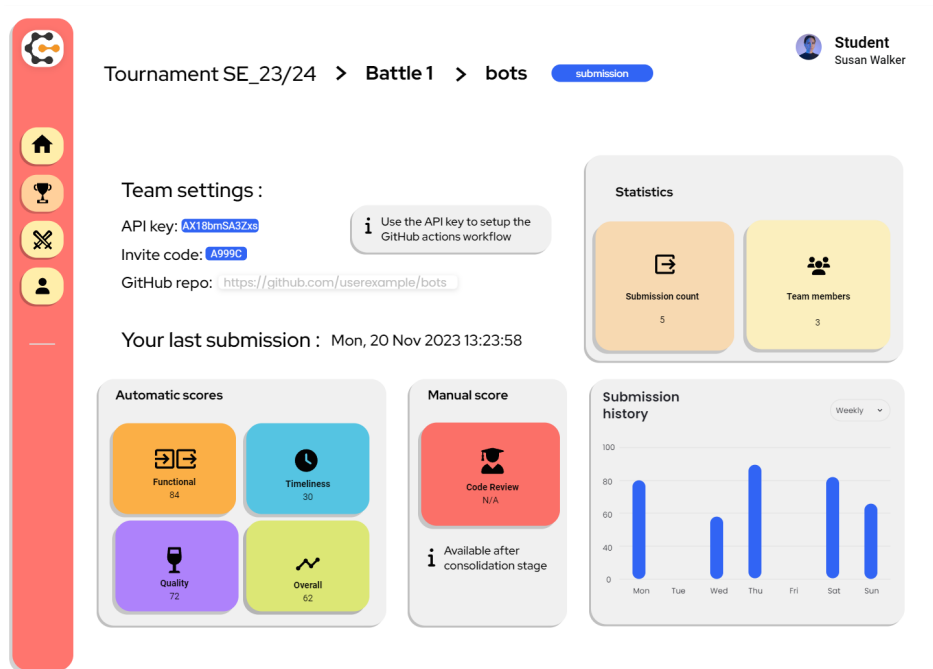 Student
Susan Walker
Tournament SE_23/24 > Battle 1 > bots submission
Team settings :
API key: AX18bmSA3Zxs
Invite code: A999C
GitHub repo: https://github.com/userexample/bots
Use the API key to setup the
GitHub actions workflow
Statistics
Submission count
5
Team members
3
Your last submission : Mon, 20 Nov 2023 13:23:58
Automatic scores
Functional
84
Timeliness
30
Quality
72
Overall
62
Manual score
Code Review
N/A
Available after
consolidation stage
Submission
history
Weekly
100
80
60
40
0
Mon Tue Wed Thu Fri Sat Sun